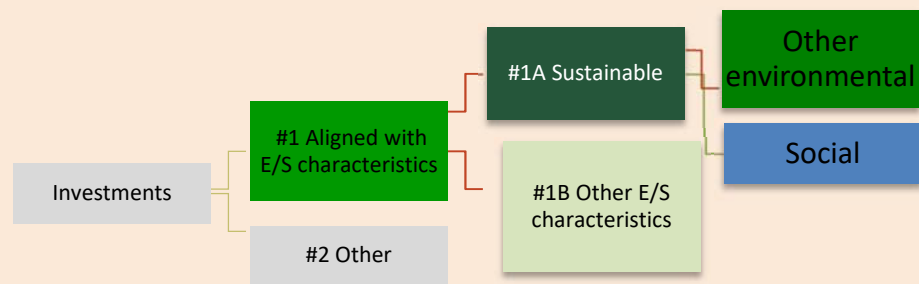 Investments
#1 Aligned with
E/S characteristics
#2 Other
#1A Sustainable
#1B Other E/S
characteristics
Other
environmental
Social